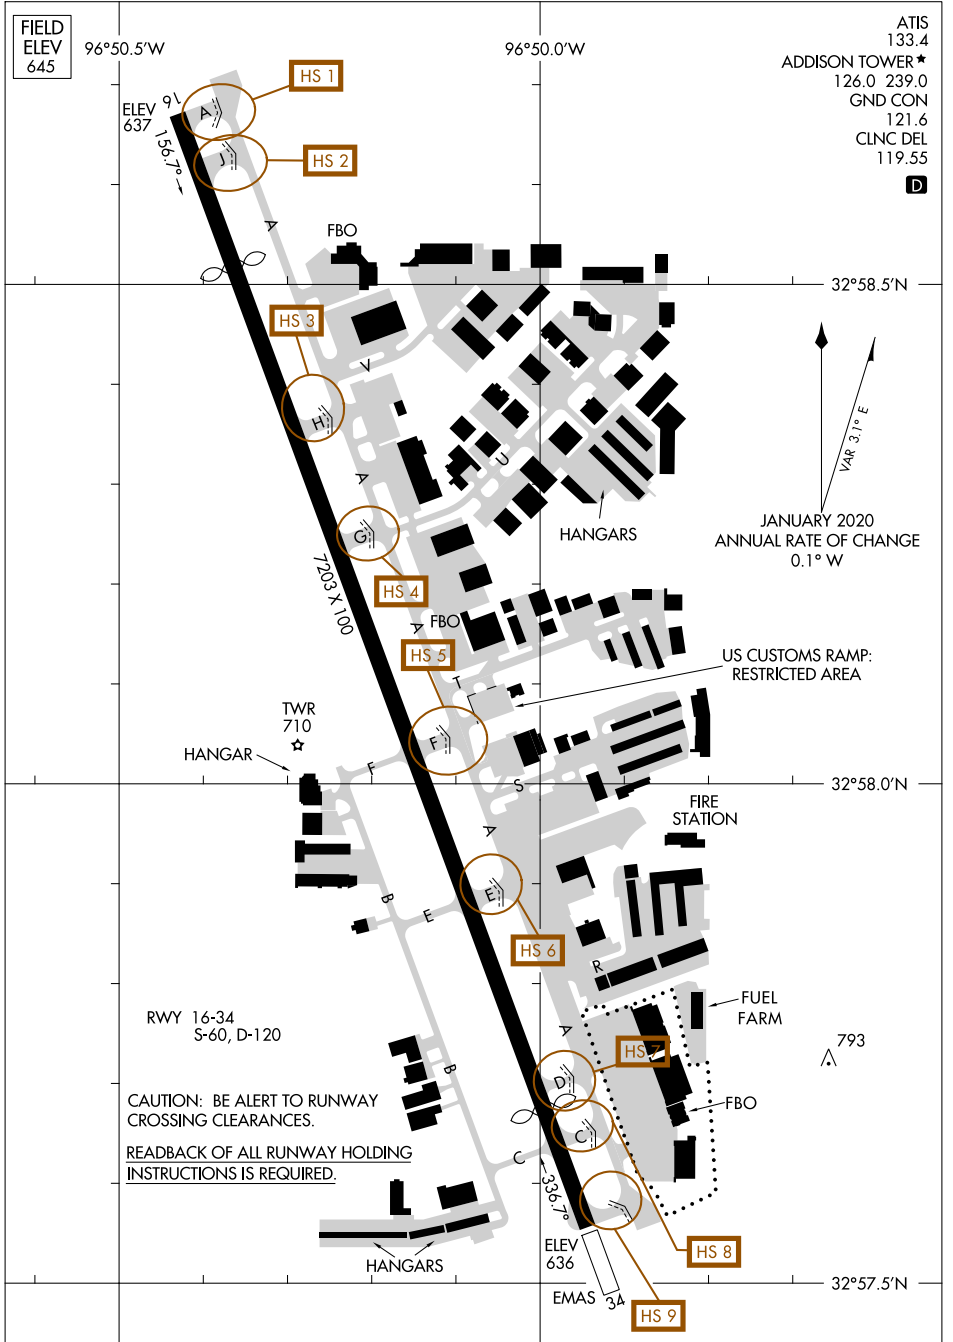 FIELD
ELEV
645
96°50.5'W
96°50.0'W
ATIS
133.4
ADDISON TOWER★
126.0 239.0
GND CON
121.6
CLNC DEL
119.55
D
HS 1
16
ELEV
637
A
156.7°
J
HS 2
A
FBO
32°58.5'N
HS 3
V
VAR 3.1° E
H
U
A
JANUARY 2020
ANNUAL RATE OF CHANGE
0.1° W
HANGARS
G
7203 X 100
HS 4
A
FBO
HS 5
US CUSTOMS RAMP:
RESTRICTED AREA
T
TWR
710
F
HANGAR
F
S
32°58.0'N
FIRE
STATION
A
E
B
E
HS 6
R
RWY 16-34
S-60, D-120
FUEL
FARM
A
HS 7
793
B
D
CAUTION: BE ALERT TO RUNWAY
CROSSING CLEARANCES.
FBO
C
READBACK OF ALL RUNWAY HOLDING
INSTRUCTIONS IS REQUIRED.
C
336.7°
ELEV
636
HS 8
HANGARS
32°57.5'N
EMAS
34
HS 9